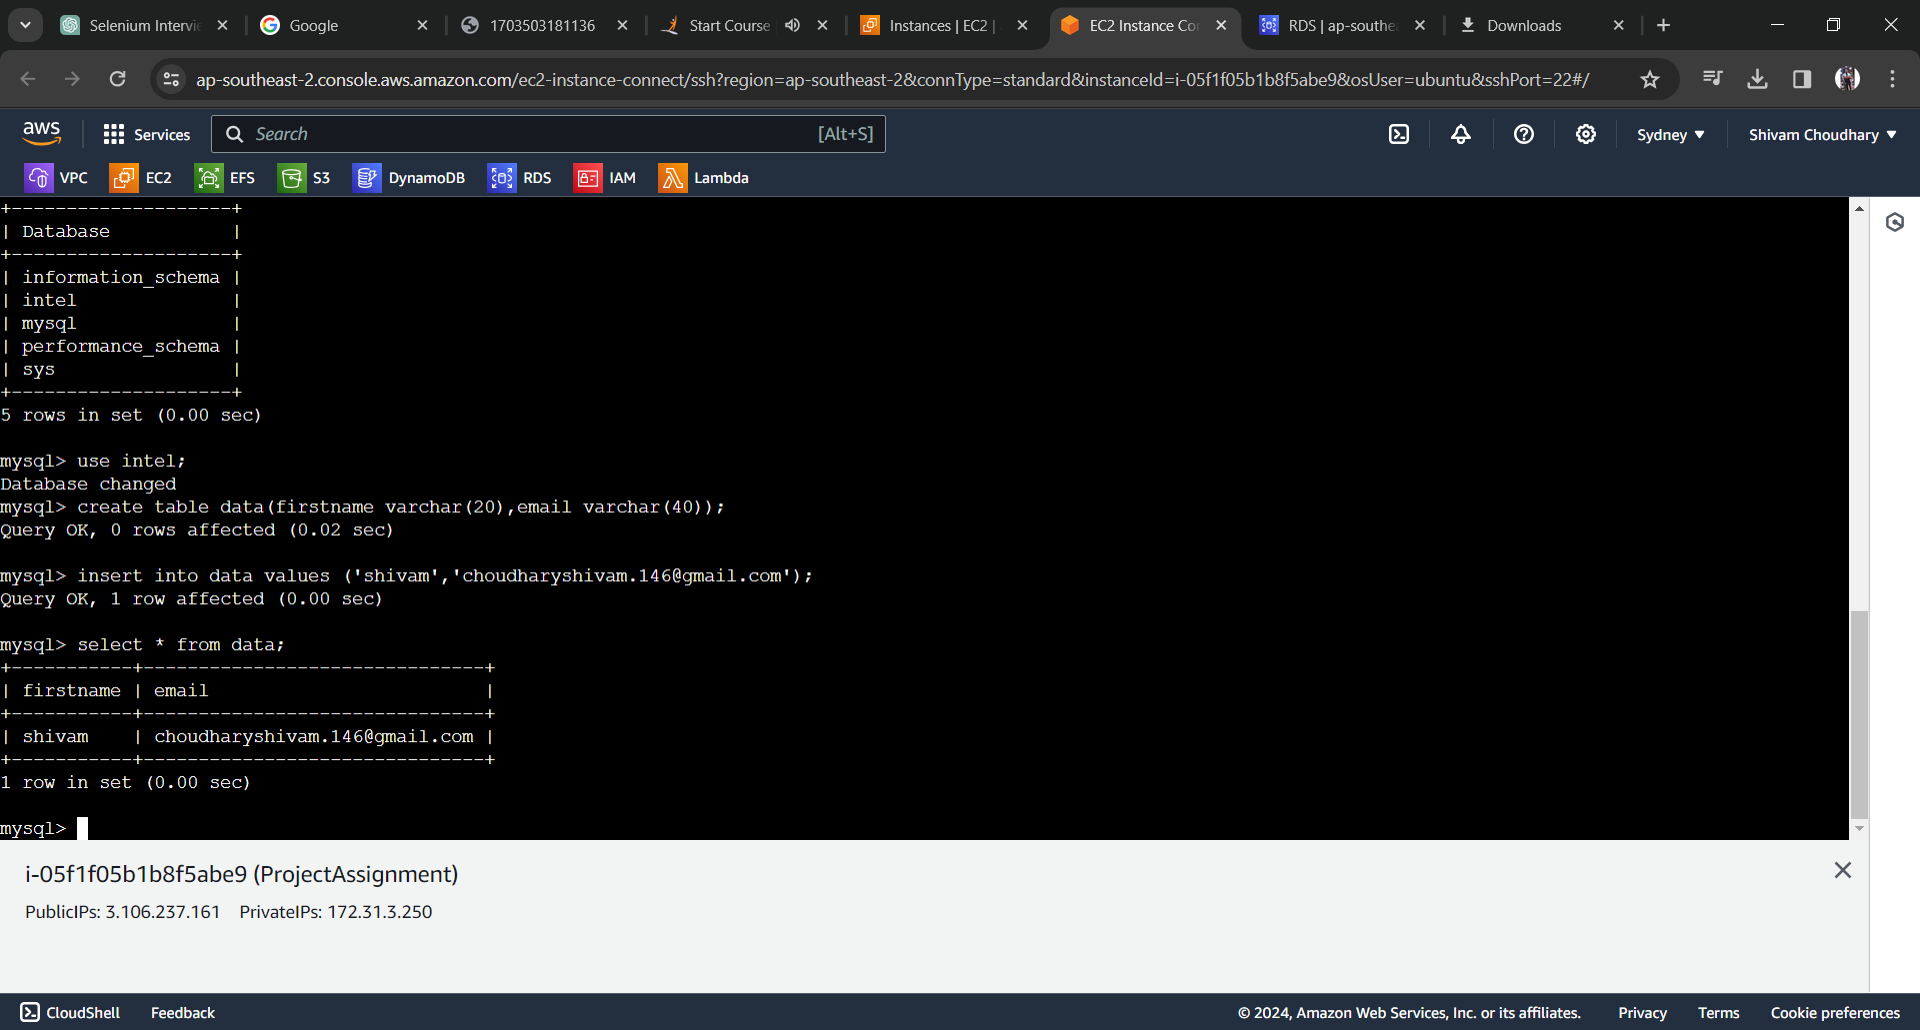 Selenium Intervie
Google
1703503181136
Start Course
Instances | EC2 |
EC2 Instance Co
RDS | ap-southe
Downloads
ap-southeast-2.console.aws.amazon.com/ec2-instance-connect/ssh?region=ap-southeast-2&connType=standard&instanceId=i-05f1f05b1b8f5abe9&osUser=ubuntu&sshPort=22#/
aws
Services
Search
[Alt+S]
Sydney
Shivam Choudhary
VPC
EC2
EFS
S3
DynamoDB
RDS
IAM
Lambda
+--------------------+
| Database           |
+--------------------+
| information_schema |
| intel              |
| mysql              |
| performance_schema |
| sys                |
+--------------------+
5 rows in set (0.00 sec)
mysql> use intel;
Database changed
mysql> create table data(firstname varchar(20),email varchar(40));
Query OK, 0 rows affected (0.02 sec)
mysql> insert into data values ('shivam','choudharyshivam.146@gmail.com');
Query OK, 1 row affected (0.00 sec)
mysql> select * from data;
+-----------+-------------------------------+
| firstname | email                         |
+-----------+-------------------------------+
| shivam    | choudharyshivam.146@gmail.com |
+-----------+-------------------------------+
1 row in set (0.00 sec)
mysql>
i-05f1f05b1b8f5abe9 (ProjectAssignment)
PublicIPs: 3.106.237.161 PrivateIPs: 172.31.3.250
CloudShell
Feedback
© 2024, Amazon Web Services, Inc. or its affiliates.
Privacy
Terms
Cookie preferences